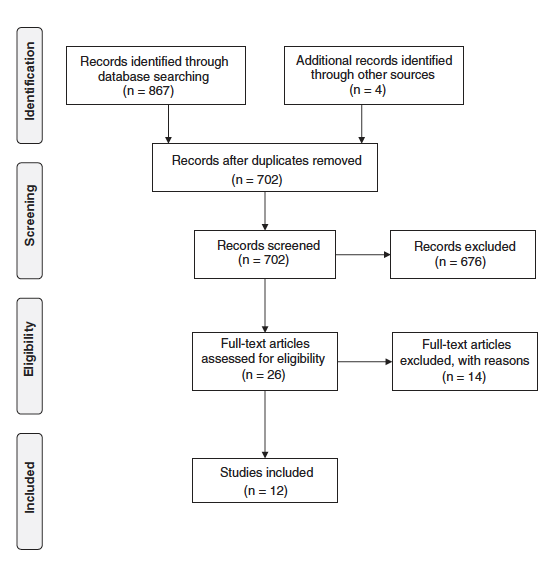 Identification
Records identified through
database searching
(n = 867)
Additional records identified
through other sources
(n = 4)
Records after duplicates removed
(n = 702)
Screening
Records screened
(n = 702)
Records excluded
(n = 676)
Eligibility
Full-text articles
assessed for eligibility
(n = 26)
Full-text articles
excluded, with reasons
(n = 14)
Included
Studies included
(n = 12)